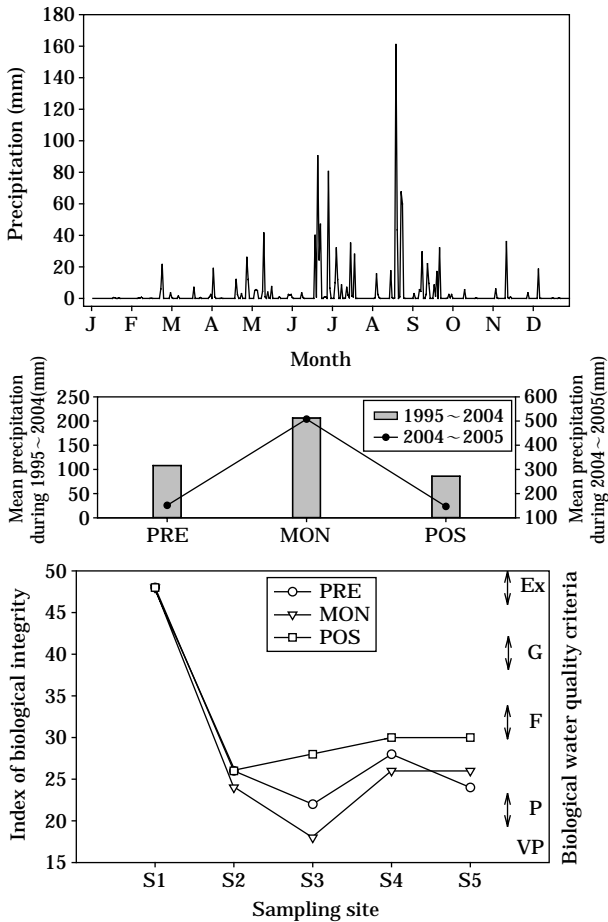 180
160
140
120
100
80
60
40
20
0
Precipitation (mm)
J F M A M J J A S O N D
Month
250
200
150
100
50
0
Mean precipitation
during 1995~2004(mm)
1995~2004
2004~2005
600
500
400
300
200
100
Mean precipitation
during 2004~2005(mm)
PRE MON POS
50
45
40
35
30
25
20
15
Index of biological integrity
PRE
MON
POS
Ex
G
F
P
VP
Biological water quality criteria
S1 S2 S3 S4 S5
Sampling site